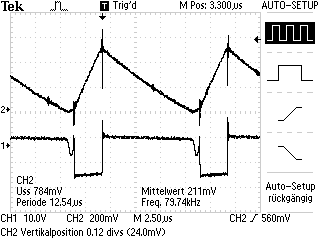 Tek T Trig'd M Pos: 3.300µs AUTO-SETUP
2
1
CH2
Uss 784mV Mittelwert 211mV
Periode 12.54µs Freq. 79.74kHz
Auto-Setup
rückgängig
CH1 10.0V CH2 200mV M 2.50µs CH2 560mV
CH2 Vertikalposition 0.12 divs (24.0mV)